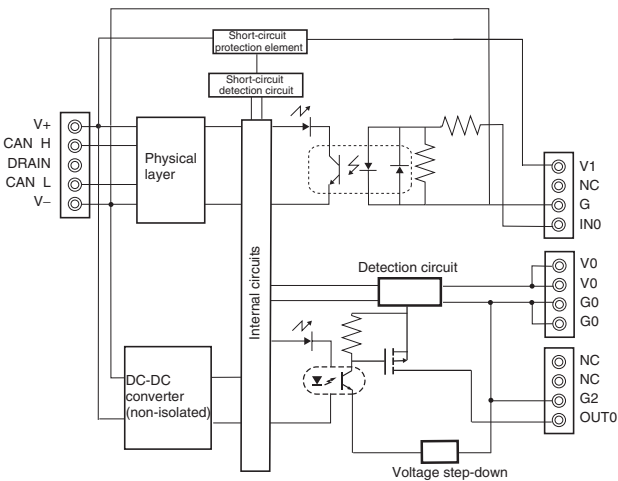 Short-circuit
protection element
Short-circuit
detection circuit
V+
CAN H
DRAIN
CAN L
V−
Physical
layer
V1
NC
G
IN0
Internal circuits
Detection circuit
V0
V0
G0
G0
DC-DC
converter
(non-isolated)
NC
NC
G2
OUT0
Voltage step-down